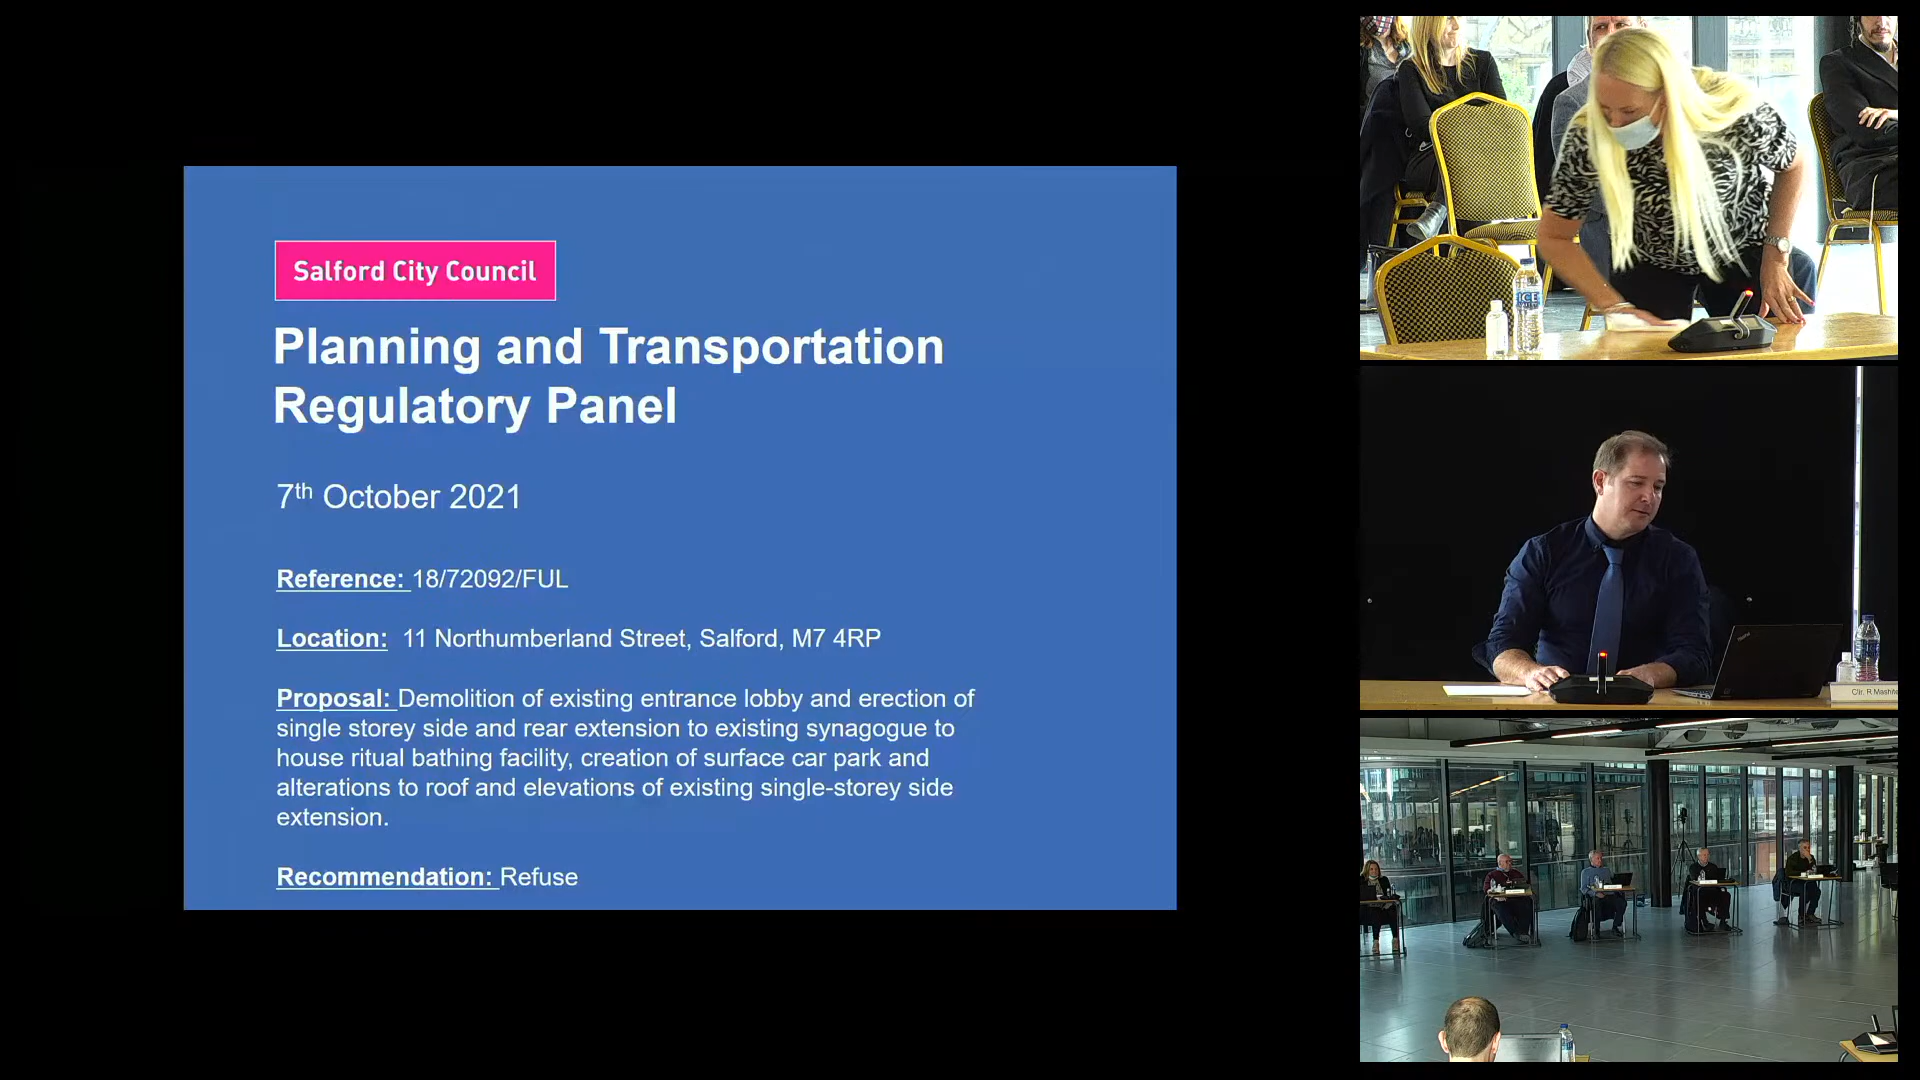 Salford City Council
Planning and Transportation
Regulatory Panel
7th October 2021
Reference: 18/72092/FUL
Location: 11 Northumberland Street, Salford, M7 4RP
Proposal: Demolition of existing entrance lobby and erection of
single storey side and rear extension to existing synagogue to
house ritual bathing facility, creation of surface car park and
alterations to roof and elevations of existing single-storey side
extension.
Recommendation: Refuse